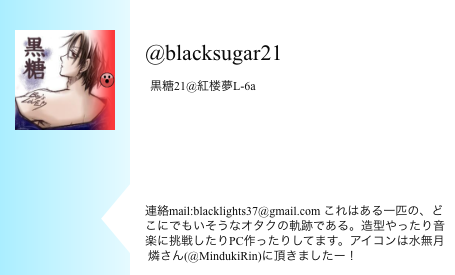 黒糖
@blacksugar21
黒糖21@紅楼夢L-6a
連絡mail:blacklights37@gmail.com これはある一匹の、ど
こにでもいそうなオタクの軌跡である。造型やったり音
楽に挑戦したりPC作ったりしてます。アイコンは水無月
燐さん(@MindukiRin)に頂きましたー！